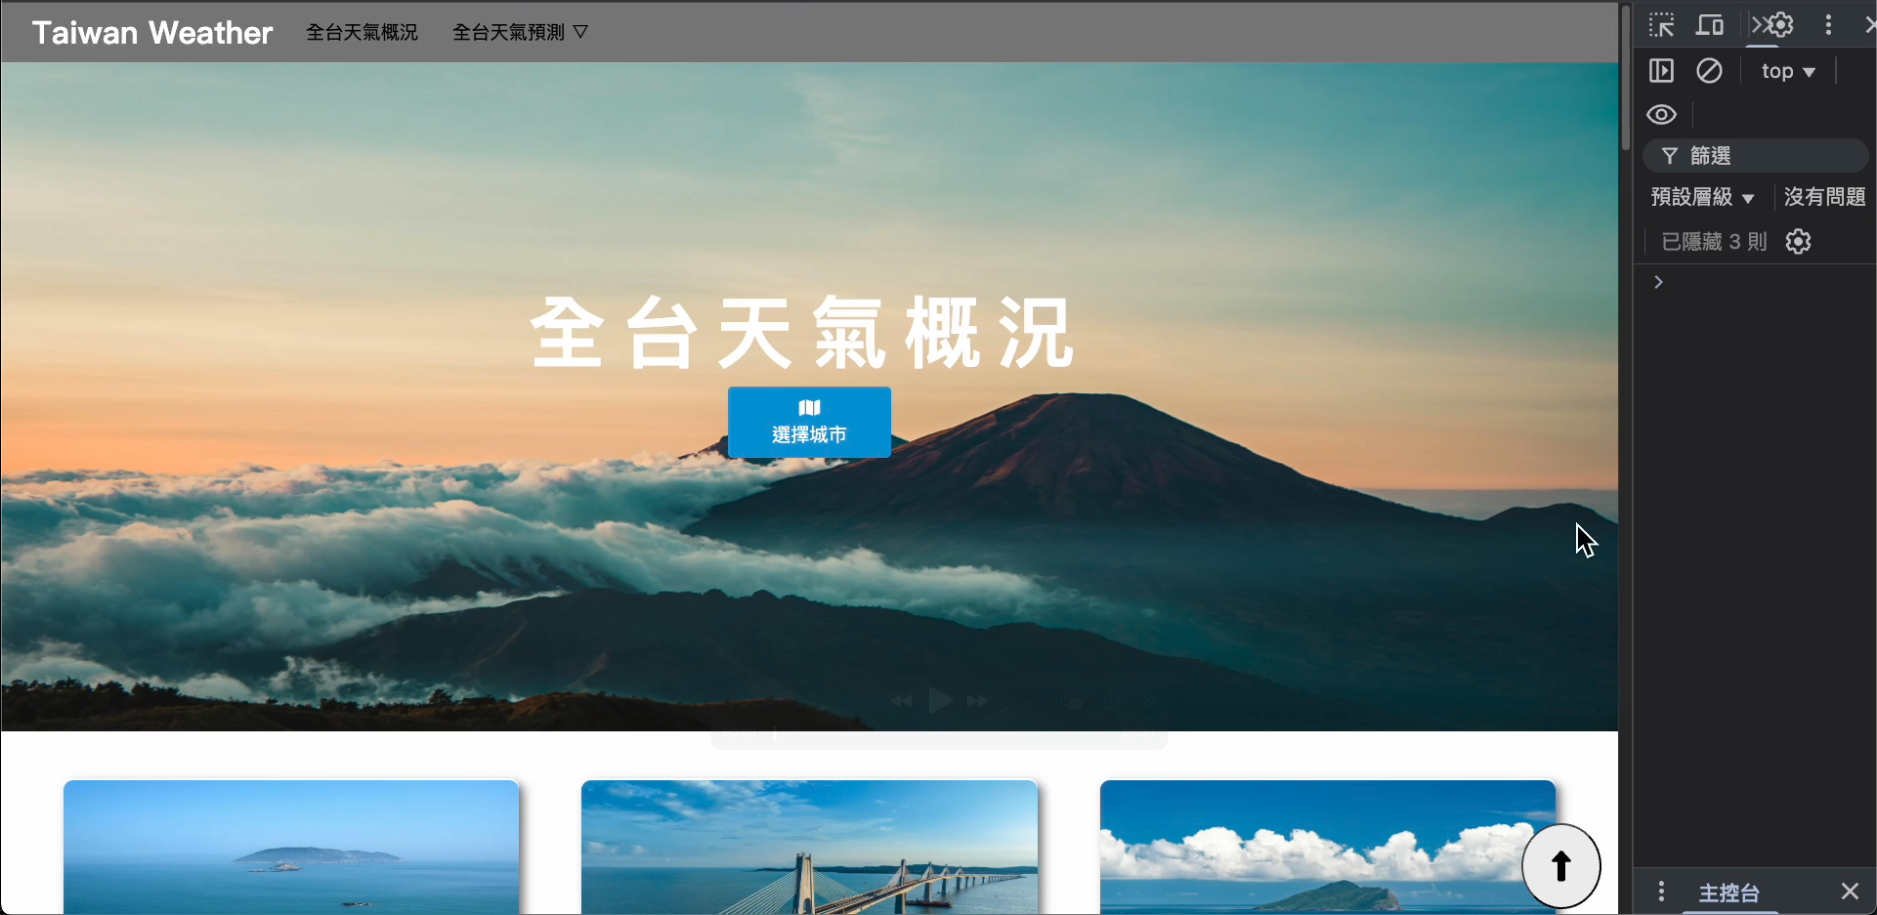 Taiwan Weather 全台天氣概況 全台天氣預測 ▽
全台天氣概況
選擇城市
top ▼
篩選
預設層級 ▼ 沒有問題
已隱藏 3 則
主控台